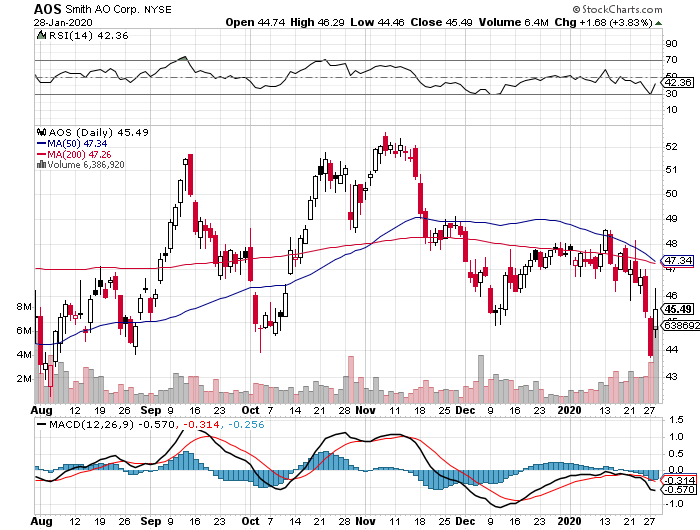 AOS Smith AO Corp. NYSE © StockCharts.com
28-Jan-2020 Open 44.74 High 46.29 Low 44.46 Close 45.49 Volume 6.4M Chg +1.68 (+3.83%)
RSI(14) 42.36
90
70
50
42.36
30
10
AOS (Daily) 45.49
MA(50) 47.34
MA(200) 47.26
Volume 6,386,920
52
51
50
49
48
47.34
46
45.49
638692
45
44
43
8M
6M
4M
2M
Aug 12 19 26 Sep 9 16 23 Oct 7 14 21 28 Nov 11 18 25 Dec 9 16 23 2020 13 21 27
MACD(12,26,9) -0.570, -0.314, -0.256
1.0
0.5
0.0
-0.314
-0.570
-1.0
Aug 12 19 26 Sep 9 16 23 Oct 7 14 21 28 Nov 11 18 25 Dec 9 16 23 2020 13 21 27